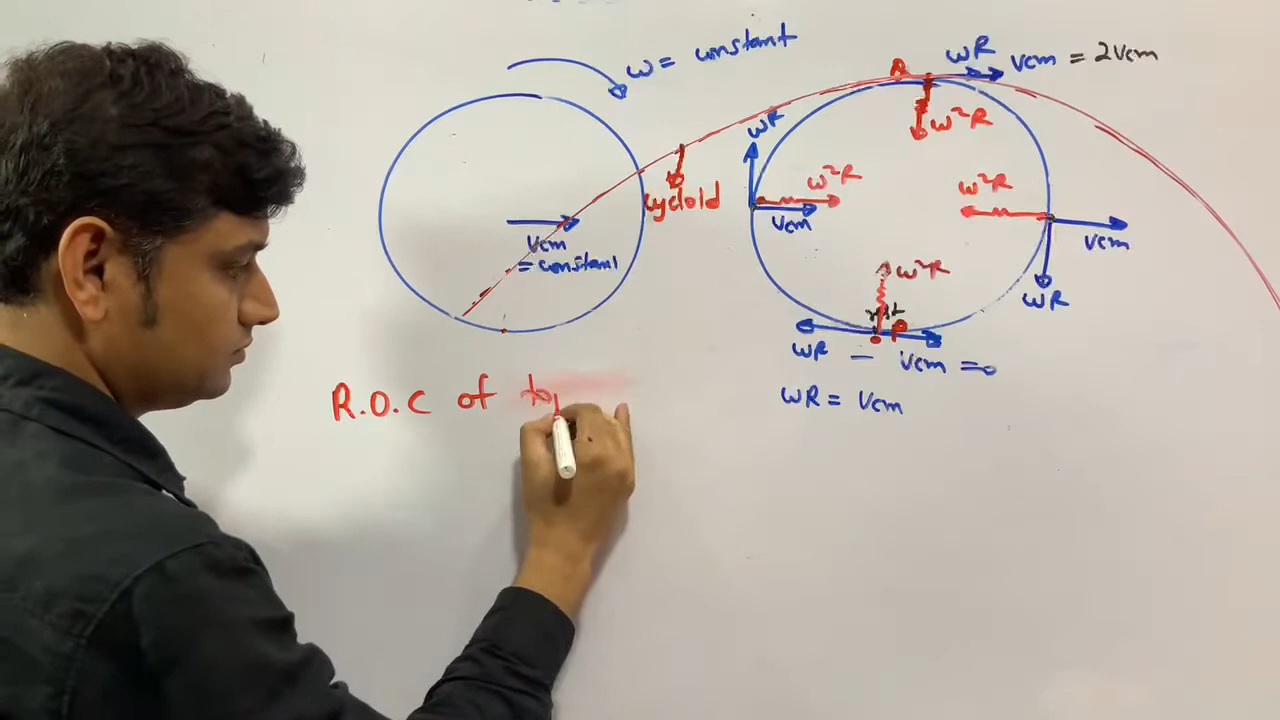 ω = constant
ωR vcm = 2vcm
A
ω²R
ωR
ω²R
ω²R
cycloid
vcm
vcm
vcm
= constant
ω²R
ωR
P
ωR – vcm = 0
ωR = vcm
R.O.C of to